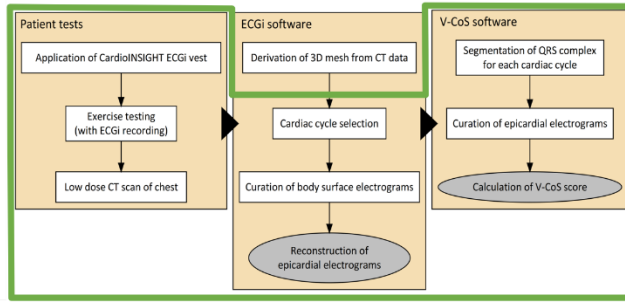 Patient tests
Application of CardioINSIGHT ECGi vest
Exercise testing
(with ECGi recording)
Low dose CT scan of chest
ECGi software
Derivation of 3D mesh from CT data
Cardiac cycle selection
Curation of body surface electrograms
Reconstruction of
epicardial electrograms
V-CoS software
Segmentation of QRS complex
for each cardiac cycle
Curation of epicardial electrograms
Calculation of V-CoS score